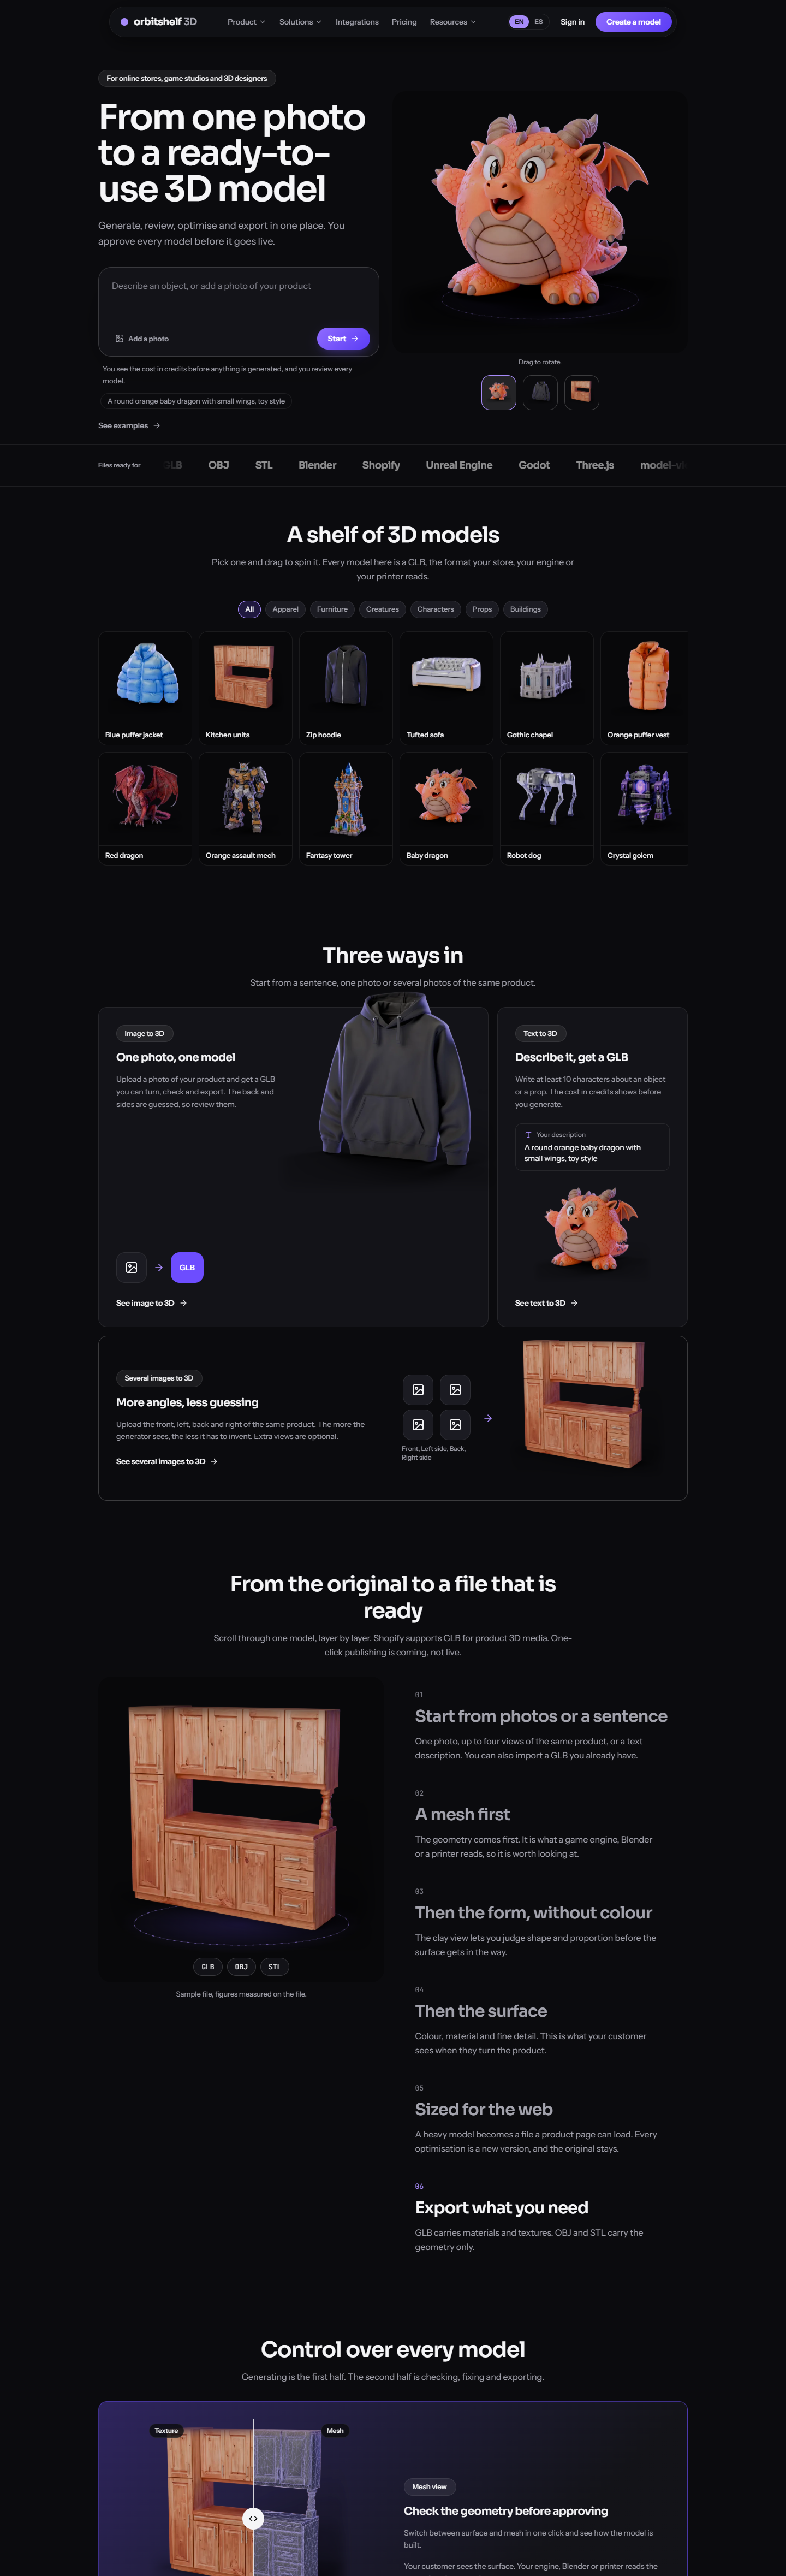 orbitshelf 3D
Product
Solutions
Integrations
Pricing
Resources
EN
ES
Sign in
Create a model
For online stores, game studios and 3D designers
From one photo
to a ready-to-
use 3D model
Generate, review, optimise and export in one place. You
approve every model before it goes live.
Describe an object, or add a photo of your product
Add a photo
Start
You see the cost in credits before anything is generated, and you review every
model.
A round orange baby dragon with small wings, toy style
See examples
Drag to rotate.
Files ready for
GLB
OBJ
STL
Blender
Shopify
Unreal Engine
Godot
Three.js
A shelf of 3D models
Pick one and drag to spin it. Every model here is a GLB, the format your store, your engine or
your printer reads.
All
Apparel
Furniture
Creatures
Characters
Props
Buildings
Blue puffer jacket
Kitchen units
Zip hoodie
Tufted sofa
Gothic chapel
Orange puffer vest
Red dragon
Orange assault mech
Fantasy tower
Baby dragon
Robot dog
Crystal golem
Three ways in
Start from a sentence, one photo or several photos of the same product.
Image to 3D
One photo, one model
Upload a photo of your product and get a GLB
you can turn, check and export. The back and
sides are guessed, so review them.
GLB
See image to 3D
Text to 3D
Describe it, get a GLB
Write at least 10 characters about an object
or a prop. The cost in credits shows before
you generate.
Your description
A round orange baby dragon with
small wings, toy style
See text to 3D
Several images to 3D
More angles, less guessing
Upload the front, left, back and right of the same product. The more the
generator sees, the less it has to invent. Extra views are optional.
See several images to 3D
Front, Left side, Back,
Right side
From the original to a file that is
ready
Scroll through one model, layer by layer. Shopify supports GLB for product 3D media. One-
click publishing is coming, not live.
GLB
OBJ
STL
Sample file, figures measured on the file.
01
Start from photos or a sentence
One photo, up to four views of the same product, or a text
description. You can also import a GLB you already have.
02
A mesh first
The geometry comes first. It is what a game engine, Blender
or a printer reads, so it is worth looking at.
03
Then the form, without colour
The clay view lets you judge shape and proportion before the
surface gets in the way.
04
Then the surface
Colour, material and fine detail. This is what your customer
sees when they turn the product.
05
Sized for the web
A heavy model becomes a file a product page can load. Every
optimisation is a new version, and the original stays.
06
Export what you need
GLB carries materials and textures. OBJ and STL carry the
geometry only.
Control over every model
Generating is the first half. The second half is checking, fixing and exporting.
Texture
Mesh
Mesh view
Check the geometry before approving
Switch between surface and mesh in one click and see how the model is
built.
Your customer sees the surface. Your engine, Blender or printer reads the